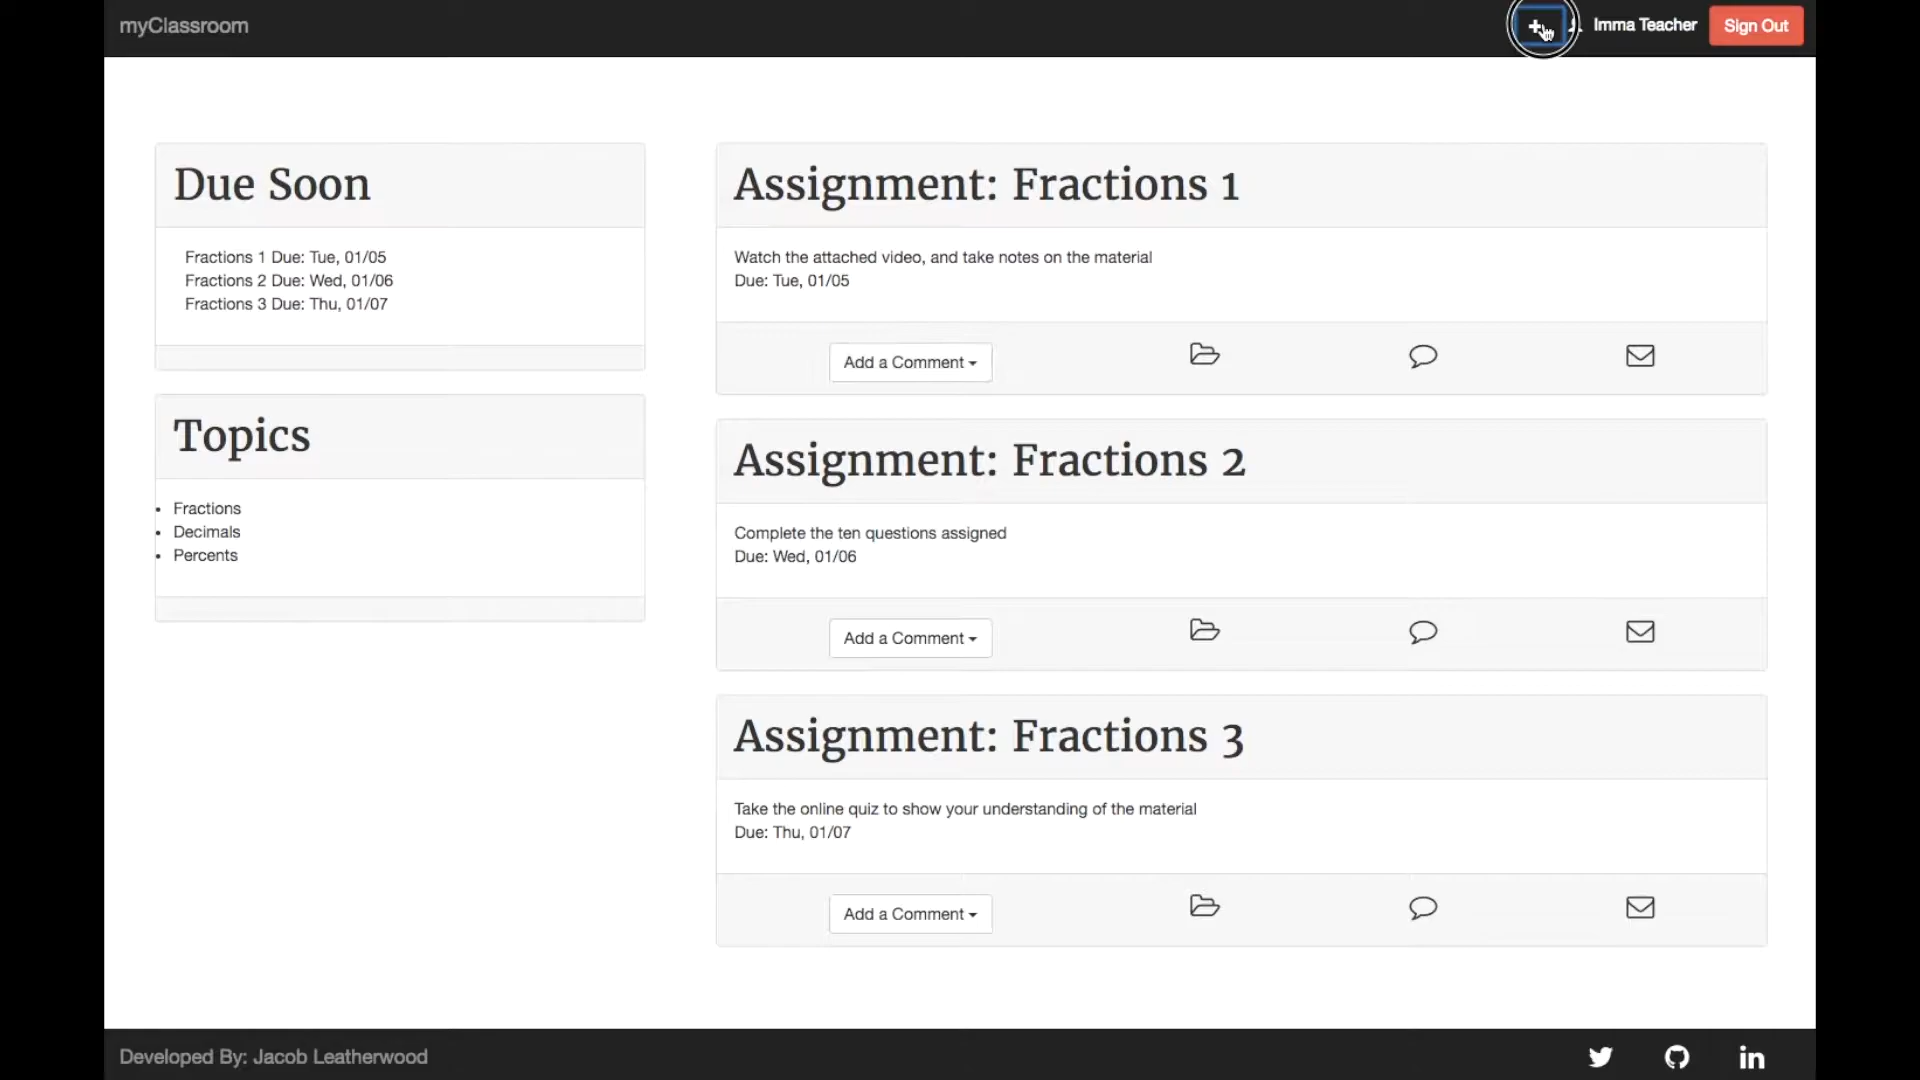 myClassroom
Imma Teacher
Sign Out
Due Soon
Fractions 1 Due: Tue, 01/05
Fractions 2 Due: Wed, 01/06
Fractions 3 Due: Thu, 01/07
Topics
Fractions
Decimals
Percents
Assignment: Fractions 1
Watch the attached video, and take notes on the material
Due: Tue, 01/05
Add a Comment
Assignment: Fractions 2
Complete the ten questions assigned
Due: Wed, 01/06
Add a Comment
Assignment: Fractions 3
Take the online quiz to show your understanding of the material
Due: Thu, 01/07
Add a Comment
Developed By: Jacob Leatherwood